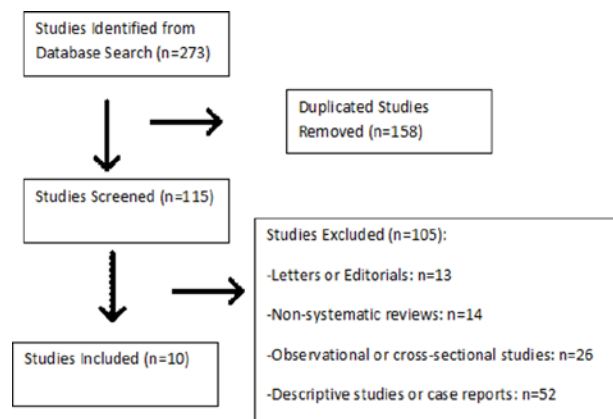 Studies Identified from
Database Search (n=273)
Duplicated Studies
Removed (n=158)
Studies Screened (n=115)
Studies Excluded (n=105):
-Letters or Editorials: n=13
-Non-systematic reviews: n=14
-Observational or cross-sectional studies: n=26
-Descriptive studies or case reports: n=52
Studies Included (n=10)